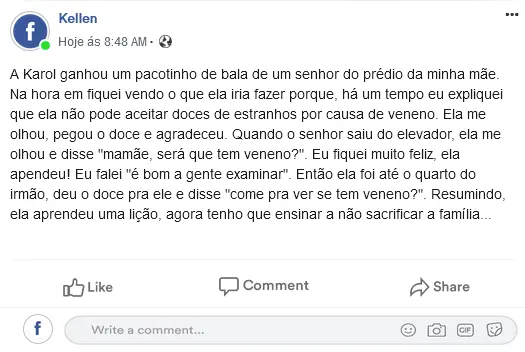 Kellen
Hoje ás 8:48 AM ·
A Karol ganhou um pacotinho de bala de um senhor do prédio da minha mãe.
Na hora em fiquei vendo o que ela iria fazer porque, há um tempo eu expliquei
que ela não pode aceitar doces de estranhos por causa de veneno. Ela me
olhou, pegou o doce e agradeceu. Quando o senhor saiu do elevador, ela me
olhou e disse "mamãe, será que tem veneno?". Eu fiquei muito feliz, ela
apendeu! Eu falei "é bom a gente examinar". Então ela foi até o quarto do
irmão, deu o doce pra ele e disse "come pra ver se tem veneno?". Resumindo,
ela aprendeu uma lição, agora tenho que ensinar a não sacrificar a família...
Like Comment Share
Write a comment... GIF